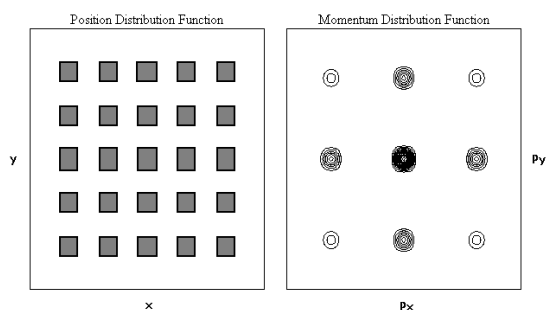 Position Distribution Function
Momentum Distribution Function
y
Py
x
Px